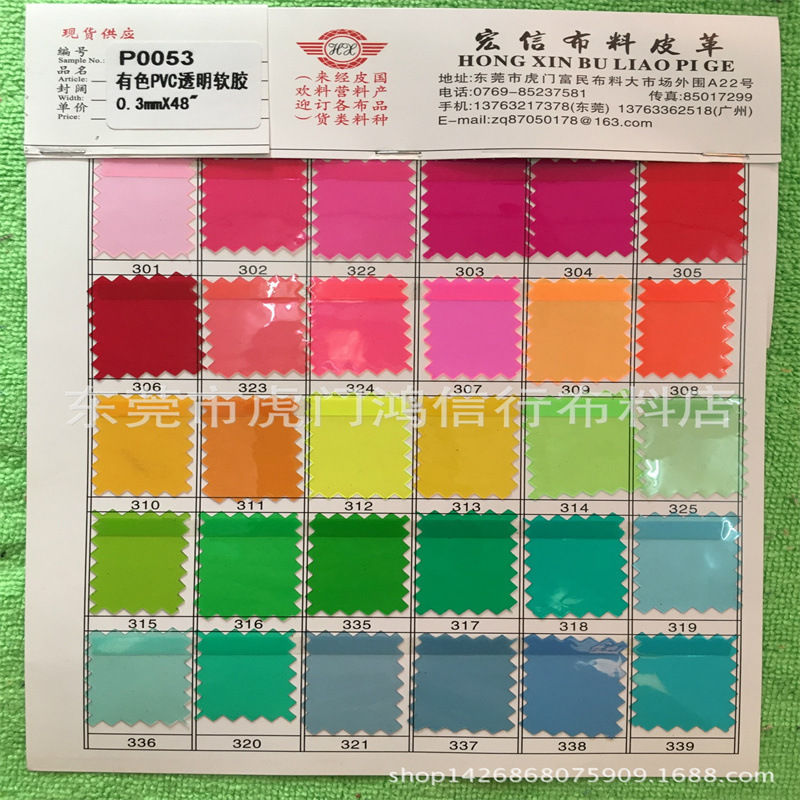 现货供应
编号
Sample No.:
品名
Article:
封阔
Width:
单价
Price:
P0053
有色PVC透明软胶
0.3mmX48"
HX
(来经皮国
欢料营料产
迎订各布品
(货类料种
宏信布料皮革
HONG XIN BU LIAO PI GE
地址:东莞市虎门富民布料大市场外围A22号
电话:0769-85237581 传真:85017299
手机:13763217378(东莞) 13763362518(广州)
E-mail:zq87050178@163.com
301 302 322 303 304 305
306 323 324 307 309 308
东莞市虎门鸿信行布料店
310 311 312 313 314 325
315 316 335 317 318 319
336 320 321 337 338 339
shop1426868075909.1688.com